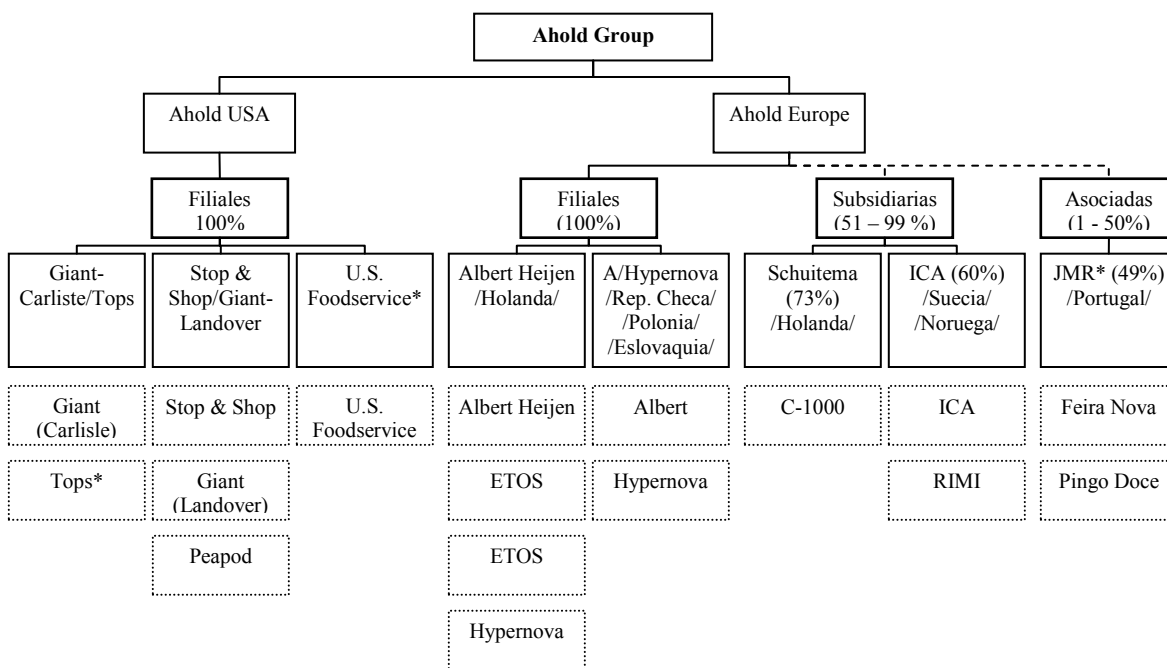 Ahold Group
Ahold USA
Ahold Europe
Filiales
100%
Filiales
(100%)
Subsidiarias
(51 – 99 %)
Asociadas
(1 - 50%)
Giant-
Carliste/Tops
Stop &
Shop/Giant-
Landover
U.S.
Foodservice*
Albert Heijen
/Holanda/
A/Hypernova
/Rep. Checa/
/Polonia/
/Eslovaquia/
Schuitema
(73%)
/Holanda/
ICA (60%)
/Suecia/
/Noruega/
JMR* (49%)
/Portugal/
Giant
(Carlisle)
Stop & Shop
U.S.
Foodservice
Albert Heijen
Albert
C-1000
ICA
Feira Nova
Tops*
Giant
(Landover)
ETOS
Hypernova
RIMI
Pingo Doce
Peapod
ETOS
Hypernova